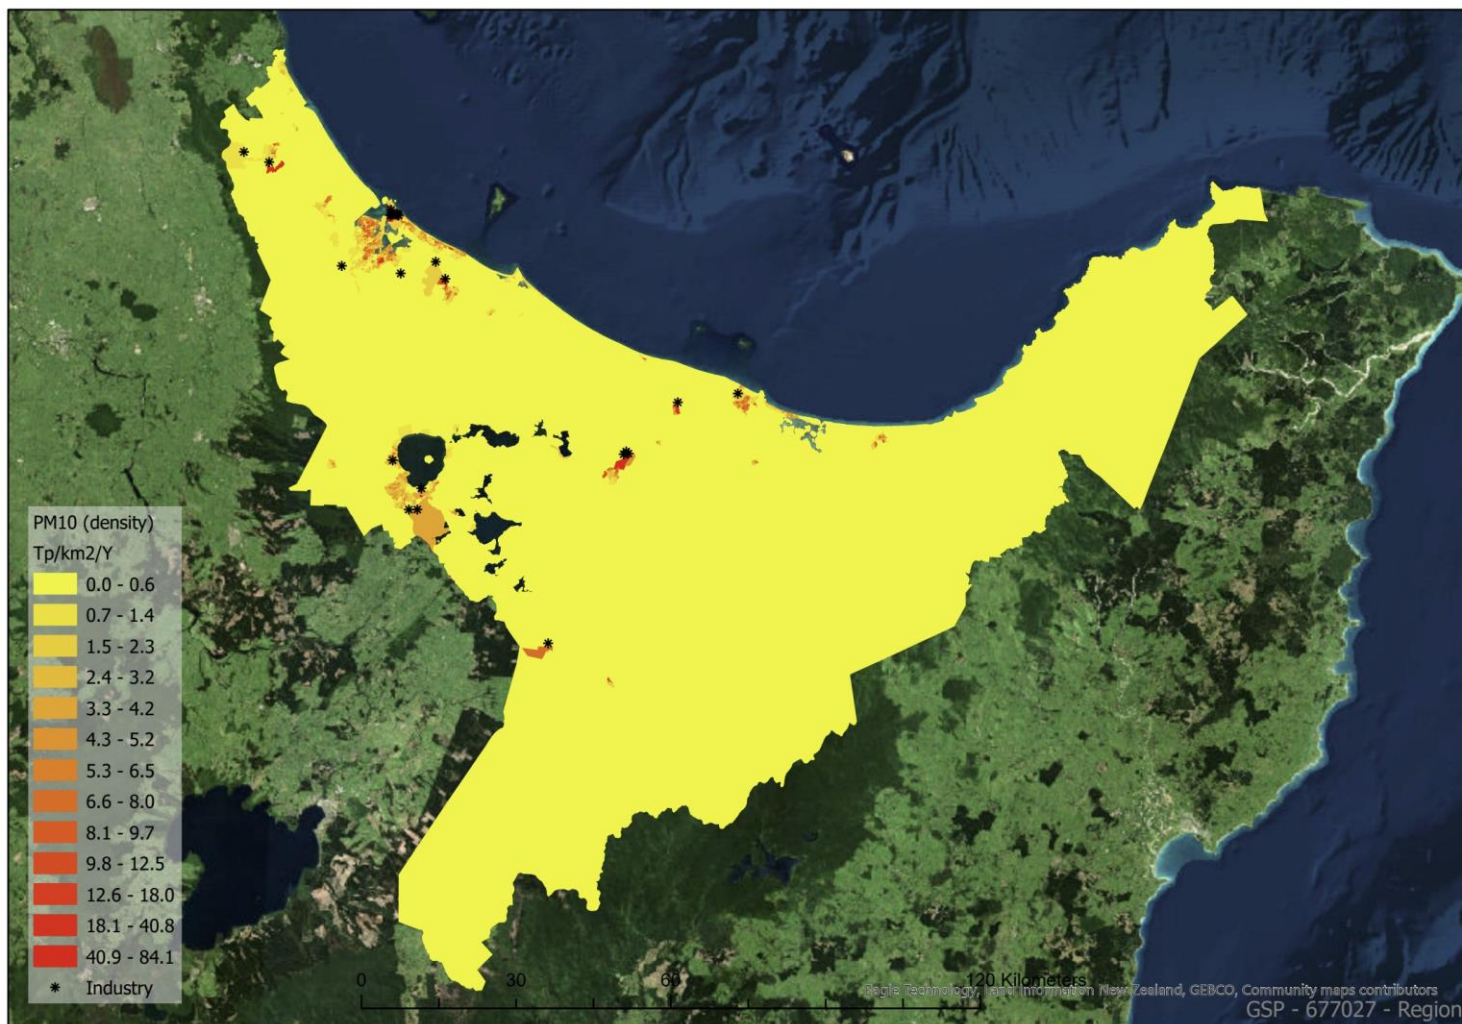 PM10 (density)
Tp/km2/Y
0.0 - 0.6
0.7 - 1.4
1.5 - 2.3
2.4 - 3.2
3.3 - 4.2
4.3 - 5.2
5.3 - 6.5
6.6 - 8.0
8.1 - 9.7
9.8 - 12.5
12.6 - 18.0
18.1 - 40.8
40.9 - 84.1
Industry
0 30 60 120 Kilometers
Eagle Technology, Land Information New Zealand, GEBCO, Community maps contributors
GSP - 677027 - Region